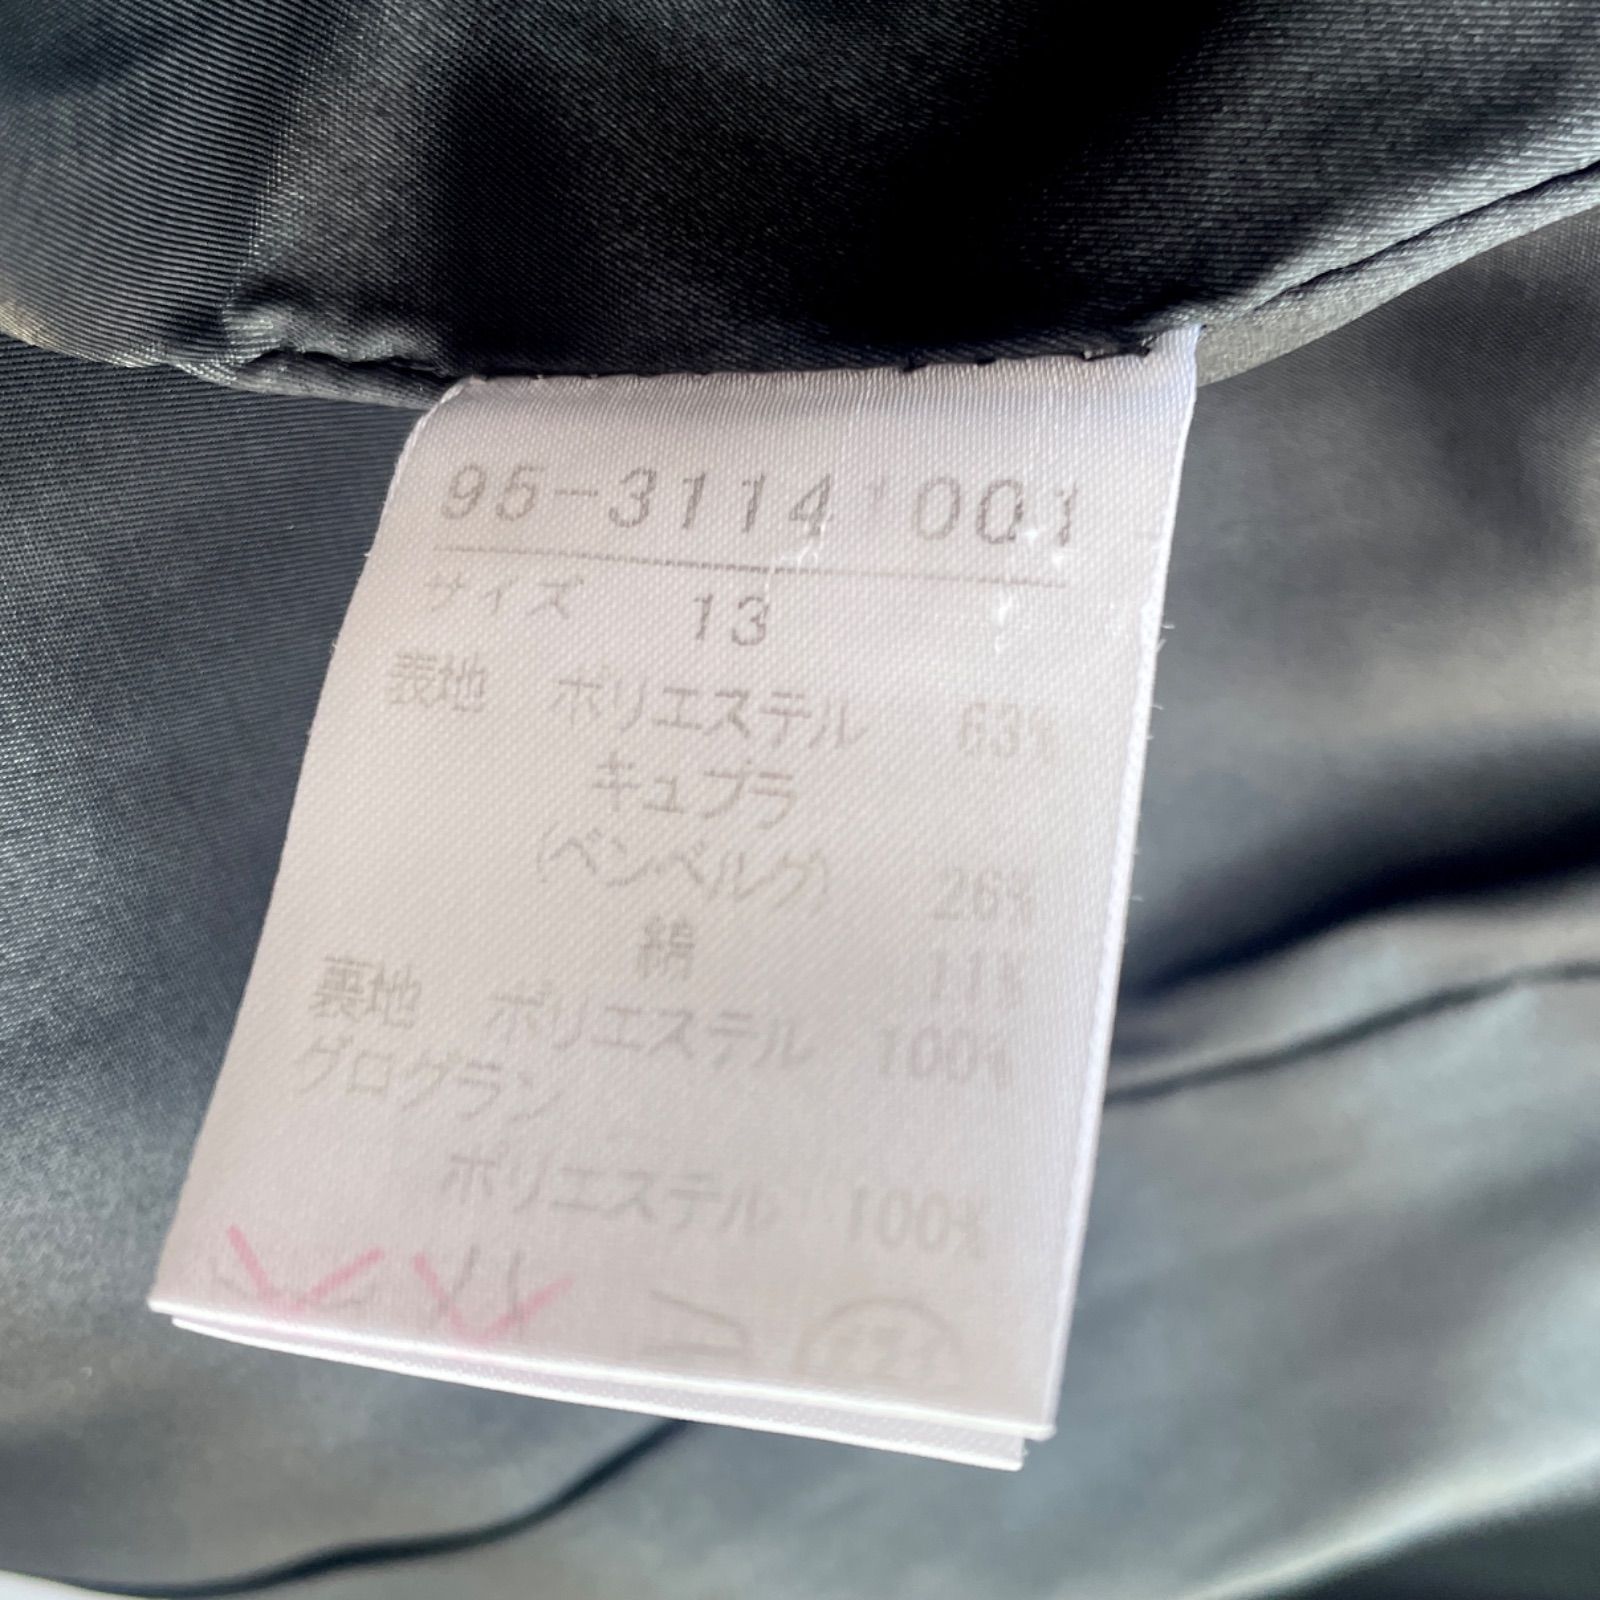 95-3114 001
サイズ 13
表地 ポリエステル 63%
キュプラ
(ベンベルグ) 26%
綿 11%
裏地 ポリエステル 100%
グログラン
ポリエステル 100%